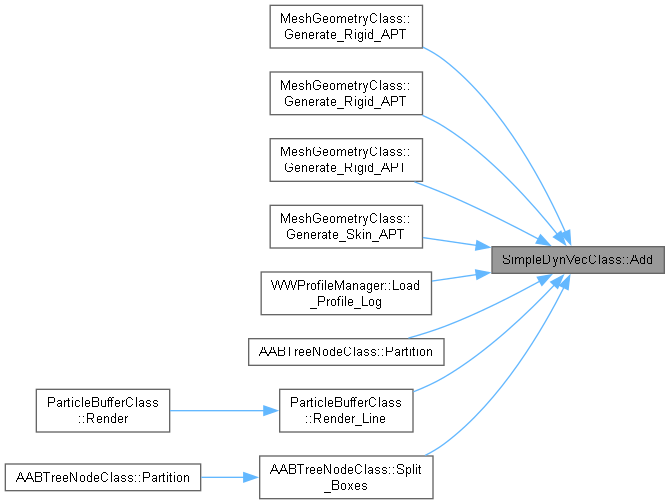 MeshGeometryClass::
Generate_Rigid_APT
MeshGeometryClass::
Generate_Rigid_APT
MeshGeometryClass::
Generate_Rigid_APT
MeshGeometryClass::
Generate_Skin_APT
SimpleDynVecClass::Add
WWProfileManager::Load
_Profile_Log
AABTreeNodeClass::Partition
ParticleBufferClass
::Render
ParticleBufferClass
::Render_Line
AABTreeNodeClass::Partition
AABTreeNodeClass::Split
_Boxes